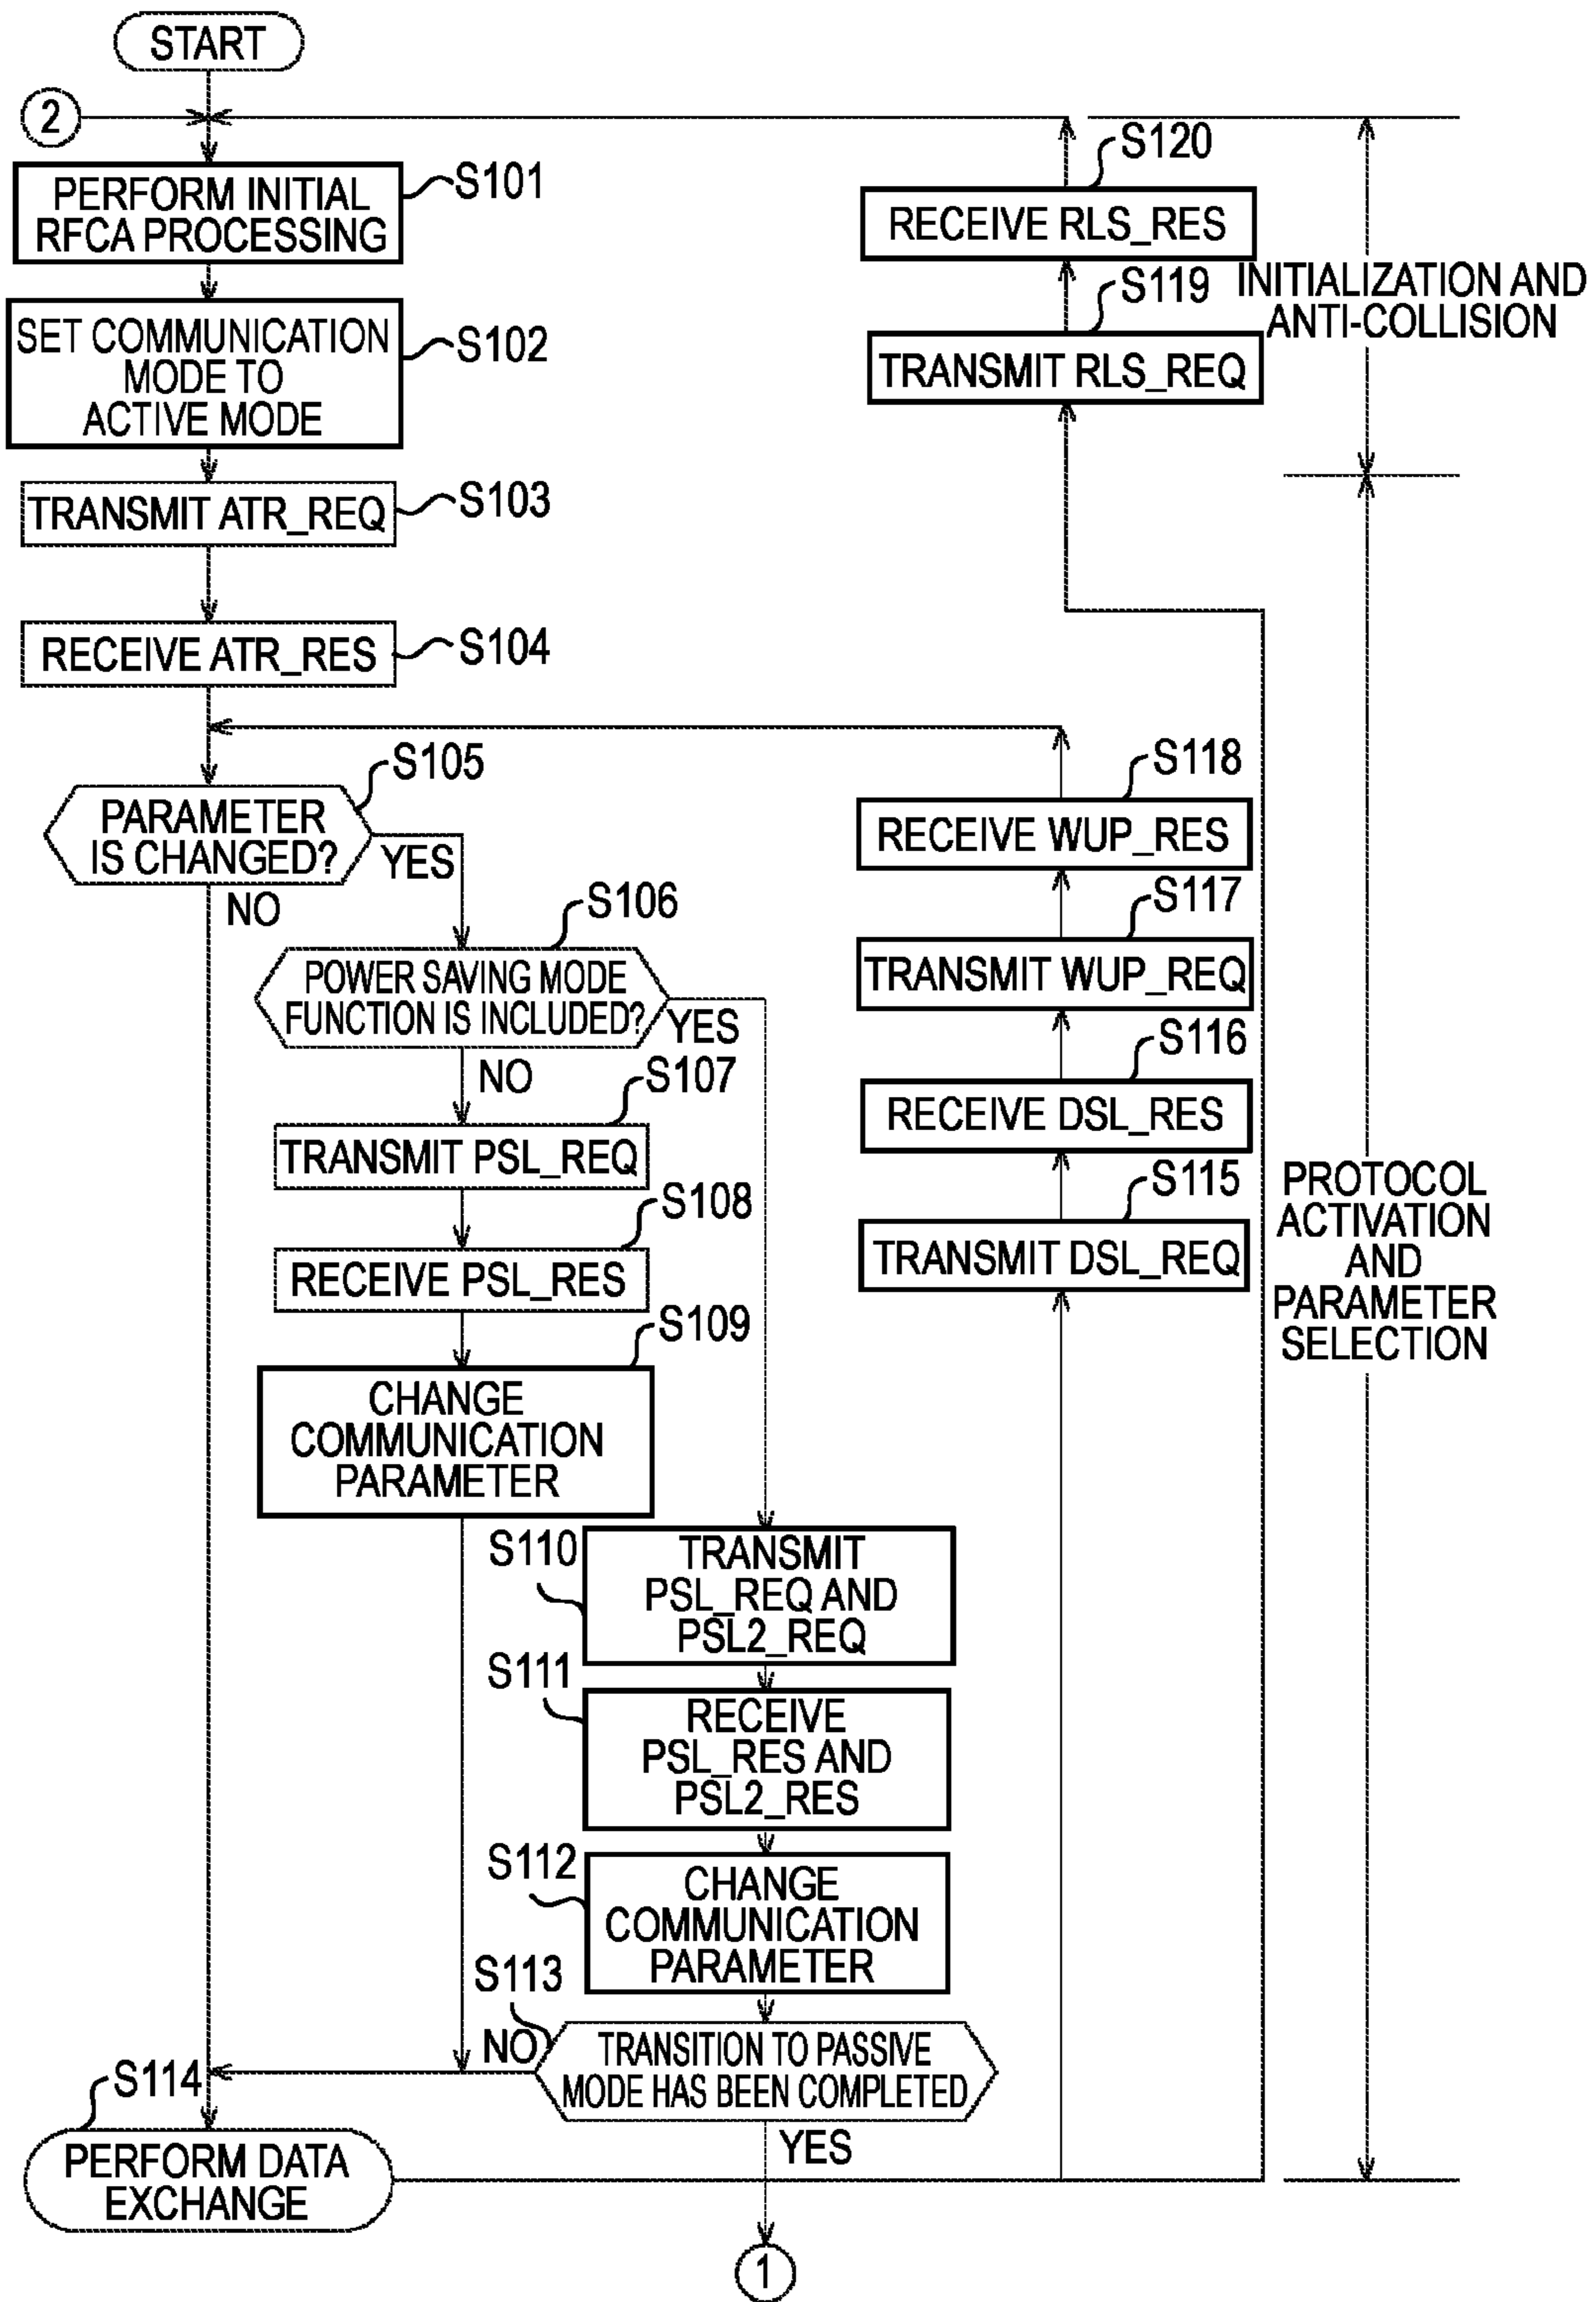 START
2
PERFORM INITIAL
RFCA PROCESSING
S101
SET COMMUNICATION
MODE TO
ACTIVE MODE
S102
TRANSMIT ATR_REQ
S103
RECEIVE ATR_RES
S104
PARAMETER
IS CHANGED?
S105
YES
NO
POWER SAVING MODE
FUNCTION IS INCLUDED?
S106
YES
NO
TRANSMIT PSL_REQ
S107
RECEIVE PSL_RES
S108
CHANGE
COMMUNICATION
PARAMETER
S109
S110
TRANSMIT
PSL_REQ AND
PSL2_REQ
S111
RECEIVE
PSL_RES AND
PSL2_RES
S112
CHANGE
COMMUNICATION
PARAMETER
S113
NO
TRANSITION TO PASSIVE
MODE HAS BEEN COMPLETED
YES
1
S114
PERFORM DATA
EXCHANGE
S120
RECEIVE RLS_RES
S119
TRANSMIT RLS_REQ
S118
RECEIVE WUP_RES
S117
TRANSMIT WUP_REQ
S116
RECEIVE DSL_RES
S115
TRANSMIT DSL_REQ
INITIALIZATION AND
ANTI-COLLISION
PROTOCOL
ACTIVATION
AND
PARAMETER
SELECTION